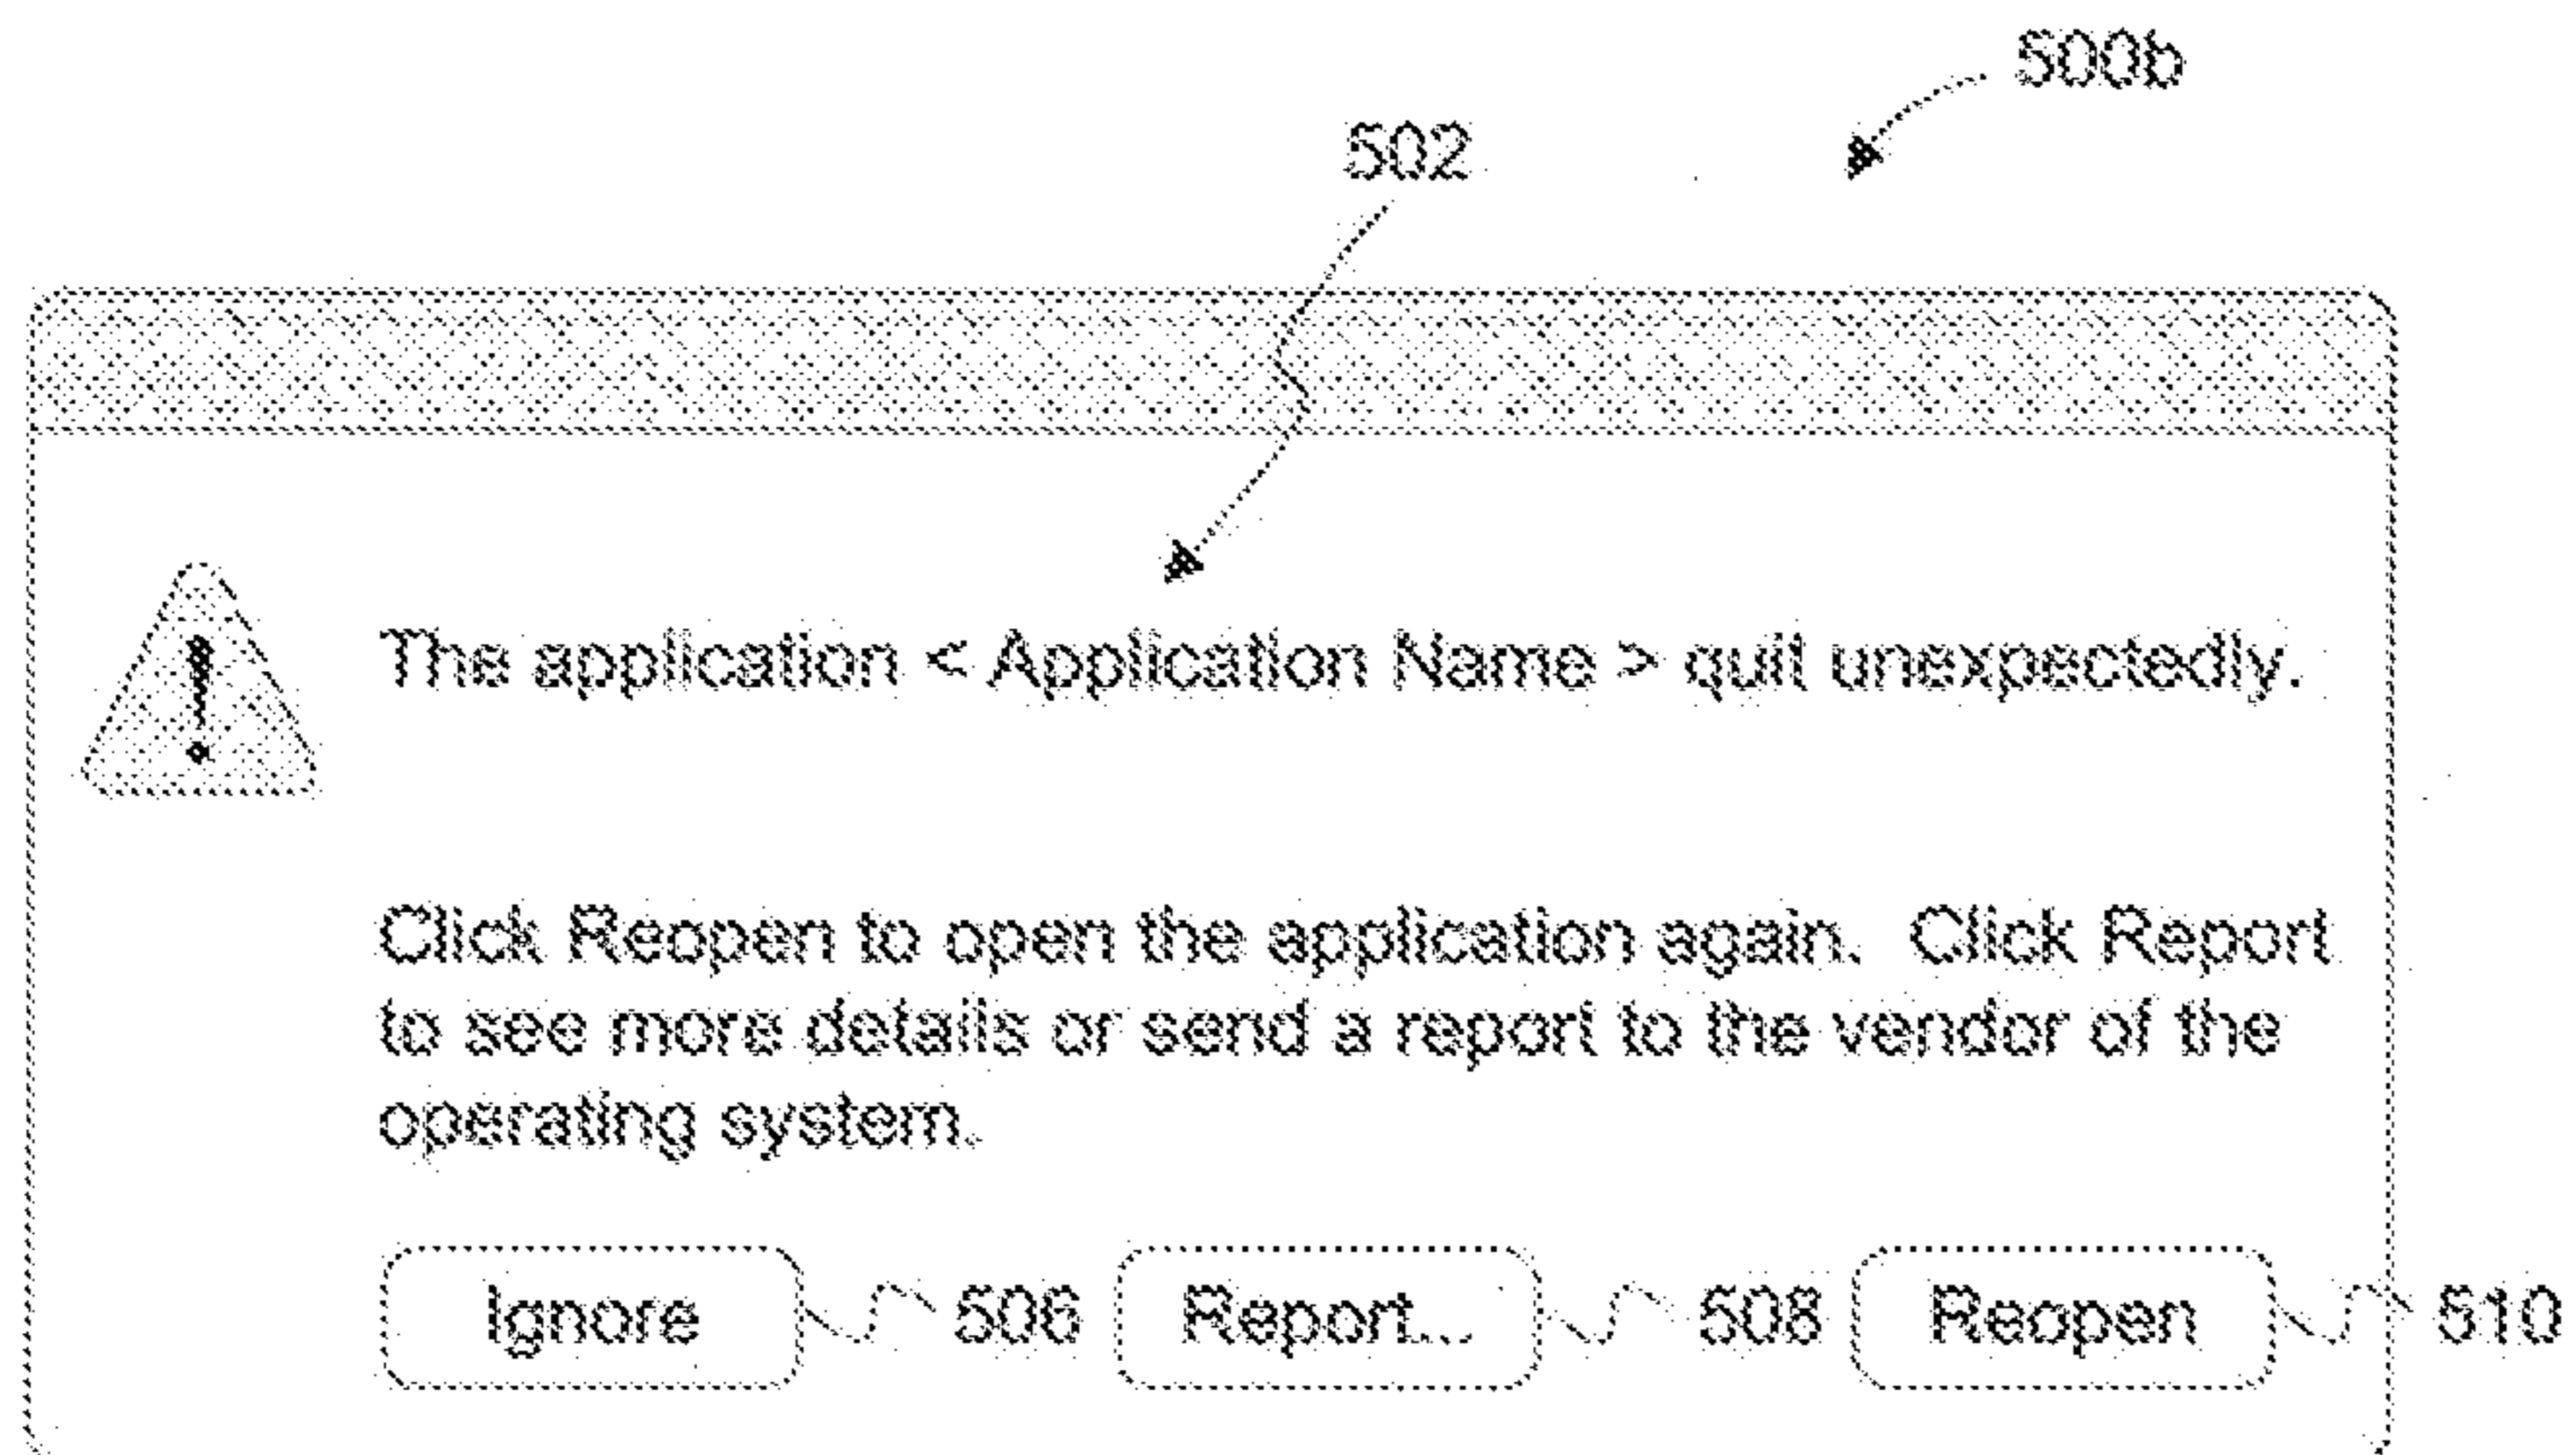 500b
502
!
The application < Application Name > quit unexpectedly.
Click Reopen to open the application again. Click Report
to see more details or send a report to the vendor of the
operating system.
Ignore 506 Report... 508 Reopen 510